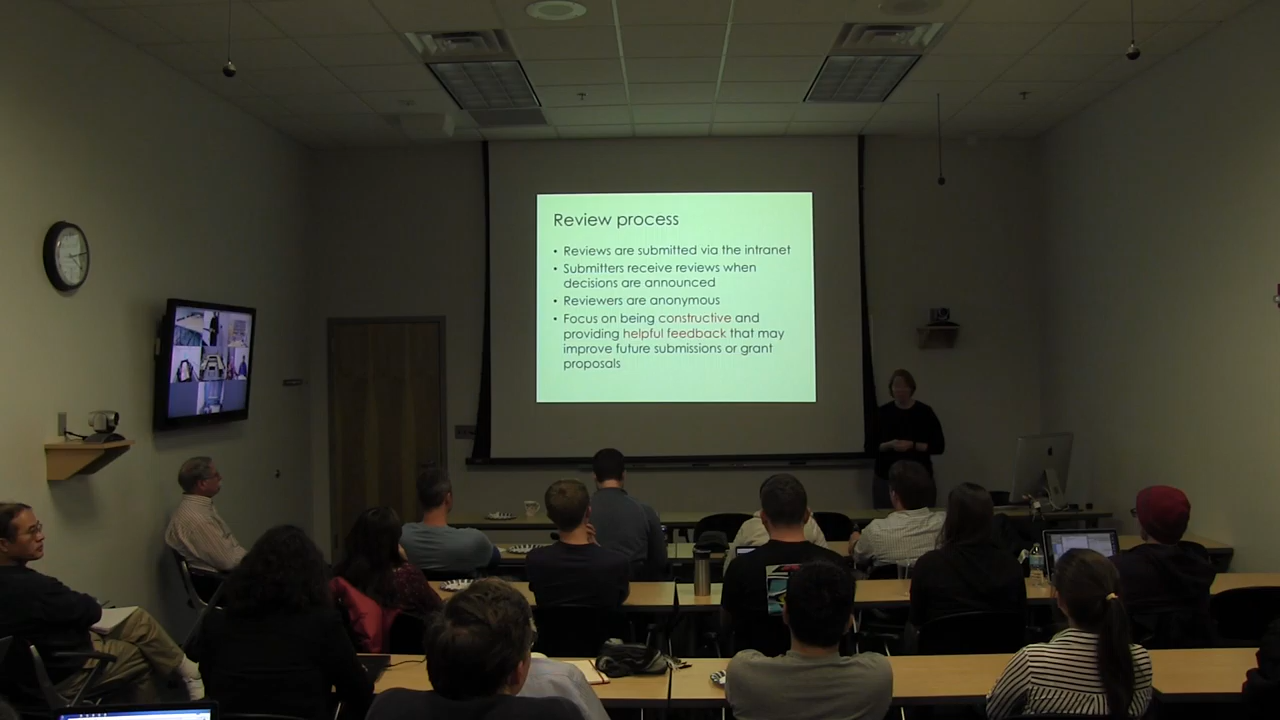 Review process
• Reviews are submitted via the intranet
• Submitters receive reviews when
decisions are announced
• Reviewers are anonymous
• Focus on being constructive and
providing helpful feedback that may
improve future submissions or grant
proposals